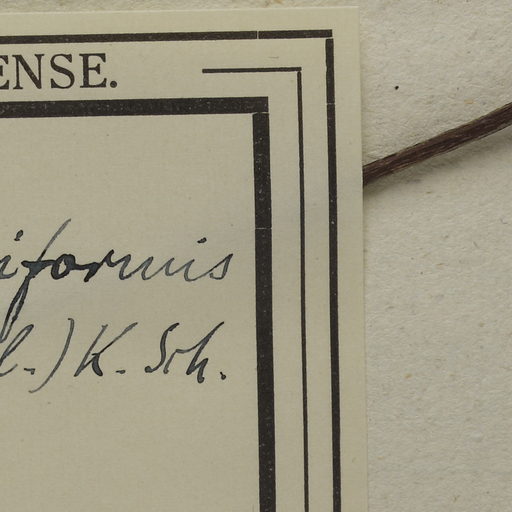 ENSE.
iformis
l.) K. Sch.